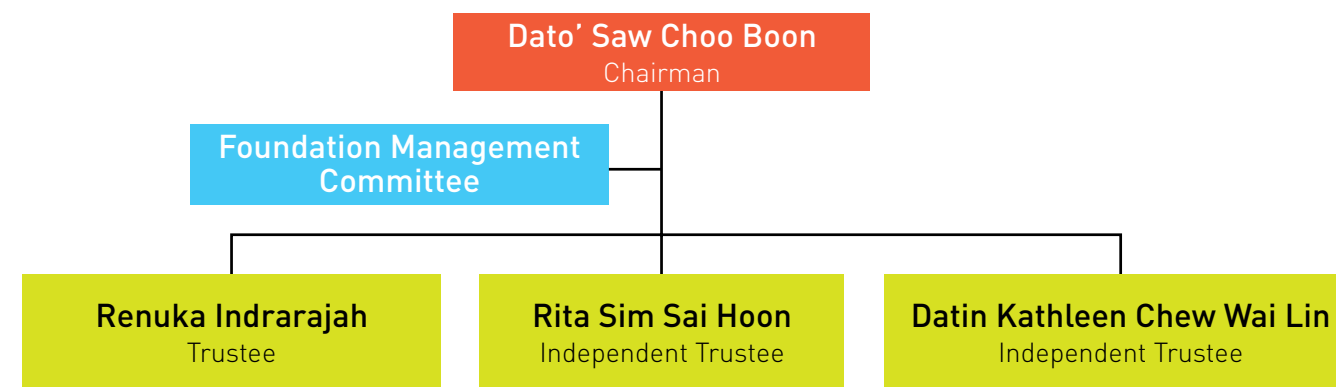 Dato’ Saw Choo Boon
Chairman
Foundation Management
Committee
Renuka Indrarajah
Trustee
Rita Sim Sai Hoon
Independent Trustee
Datin Kathleen Chew Wai Lin
Independent Trustee